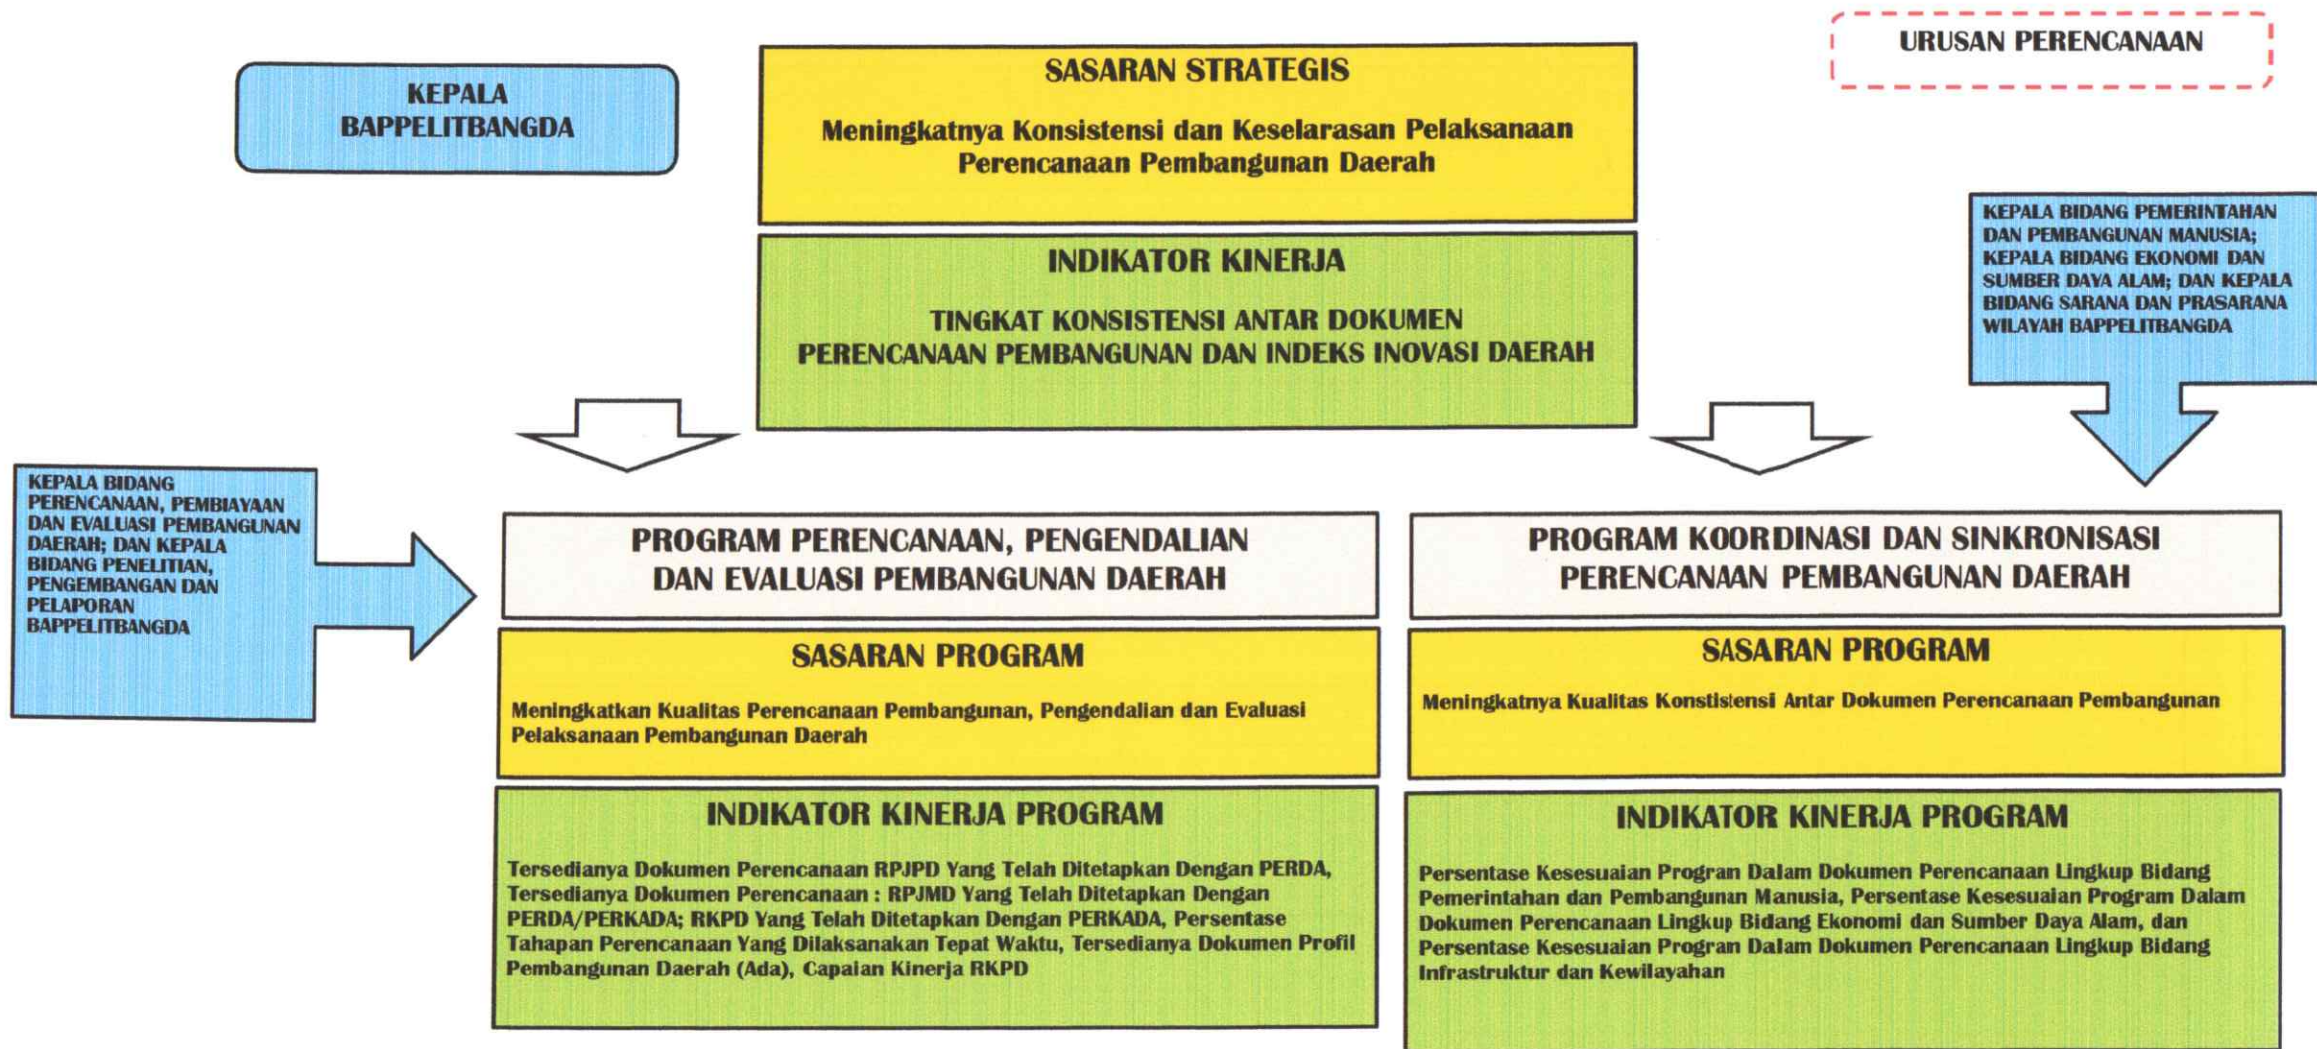 URUSAN PERENCANAAN
KEPALA
BAPPELITBANGDA
SASARAN STRATEGIS
Meningkatnya Konsistensi dan Keselarasan Pelaksanaan
Perencanaan Pembangunan Daerah
INDIKATOR KINERJA
TINGKAT KONSISTENSI ANTAR DOKUMEN
PERENCANAAN PEMBANGUNAN DAN INDEKS INOVASI DAERAH
KEPALA BIDANG PEMERINTAHAN
DAN PEMBANGUNAN MANUSIA;
KEPALA BIDANG EKONOMI DAN
SUMBER DAYA ALAM; DAN KEPALA
BIDANG SARANA DAN PRASARANA
WILAYAH BAPPELITBANGDA
KEPALA BIDANG
PERENCANAAN, PEMBIAYAAN
DAN EVALUASI PEMBANGUNAN
DAERAH; DAN KEPALA
BIDANG PENELITIAN,
PENGEMBANGAN DAN
PELAPORAN
BAPPELITBANGDA
PROGRAM PERENCANAAN, PENGENDALIAN
DAN EVALUASI PEMBANGUNAN DAERAH
SASARAN PROGRAM
Meningkatkan Kualitas Perencanaan Pembangunan, Pengendalian dan Evaluasi
Pelaksanaan Pembangunan Daerah
INDIKATOR KINERJA PROGRAM
Tersedianya Dokumen Perencanaan RPJPD Yang Telah Ditetapkan Dengan PERDA,
Tersedianya Dokumen Perencanaan : RPJMD Yang Telah Ditetapkan Dengan
PERDA/PERKADA; RKPD Yang Telah Ditetapkan Dengan PERKADA, Persentase
Tahapan Perencanaan Yang Dilaksanakan Tepat Waktu, Tersedianya Dokumen Profil
Pembangunan Daerah (Ada), Capaian Kinerja RKPD
PROGRAM KOORDINASI DAN SINKRONISASI
PERENCANAAN PEMBANGUNAN DAERAH
SASARAN PROGRAM
Meningkatnya Kualitas Konstistensi Antar Dokumen Perencanaan Pembangunan
INDIKATOR KINERJA PROGRAM
Persentase Kesesuaian Progran Dalam Dokumen Perencanaan Lingkup Bidang
Pemerintahan dan Pembangunan Manusia, Persentase Kesesuaian Program Dalam
Dokumen Perencanaan Lingkup Bidang Ekonomi dan Sumber Daya Alam, dan
Persentase Kesesuaian Progran Dalam Dokumen Perencanaan Lingkup Bidang
Infrastruktur dan Kewilayahan